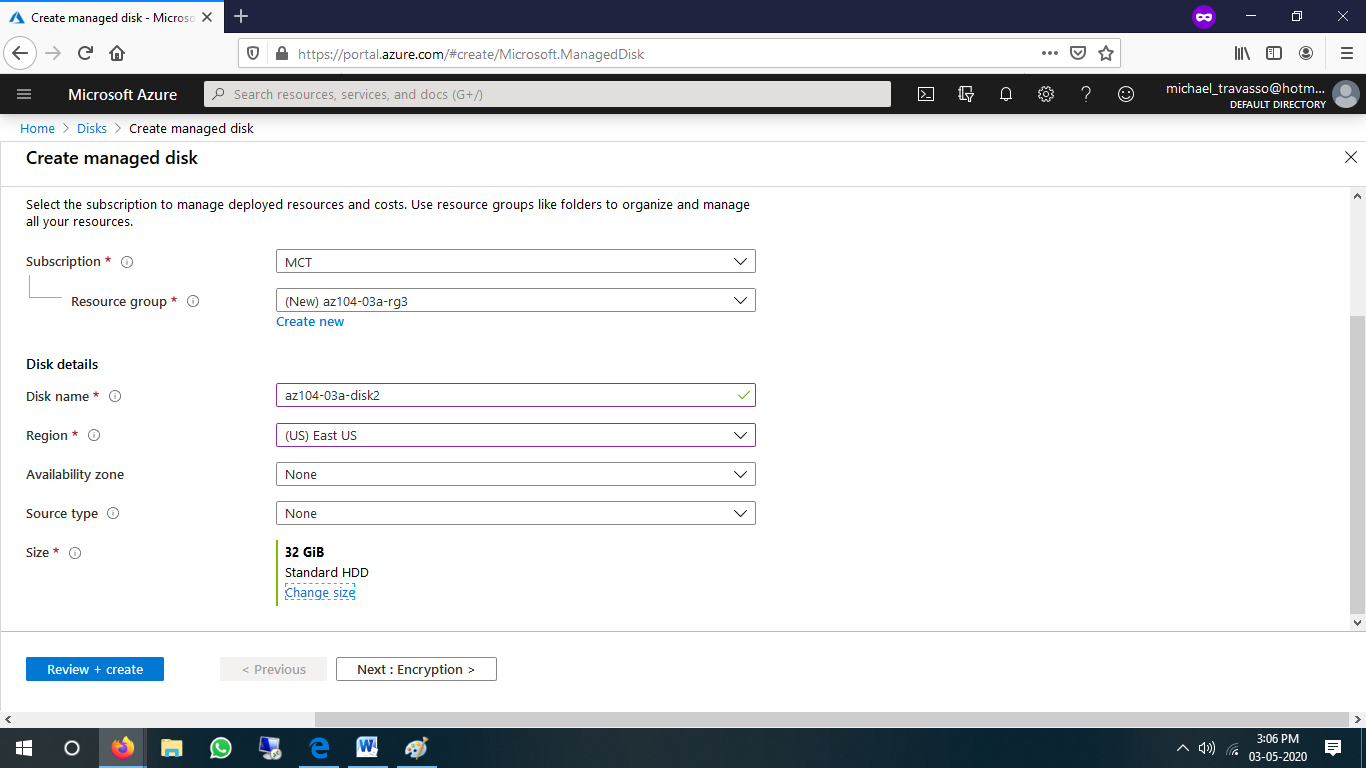 Create managed disk - Microso
https://portal.azure.com/#create/Microsoft.ManagedDisk
Microsoft Azure
Search resources, services, and docs (G+/)
michael_travasso@hotm...
DEFAULT DIRECTORY
Home > Disks > Create managed disk
Create managed disk
Select the subscription to manage deployed resources and costs. Use resource groups like folders to organize and manage
all your resources.
Subscription * MCT
Resource group * (New) az104-03a-rg3
Create new
Disk details
Disk name * az104-03a-disk2
Region * (US) East US
Availability zone None
Source type None
Size * 32 GiB
Standard HDD
Change size
Review + create < Previous Next : Encryption >
3:06 PM
03-05-2020